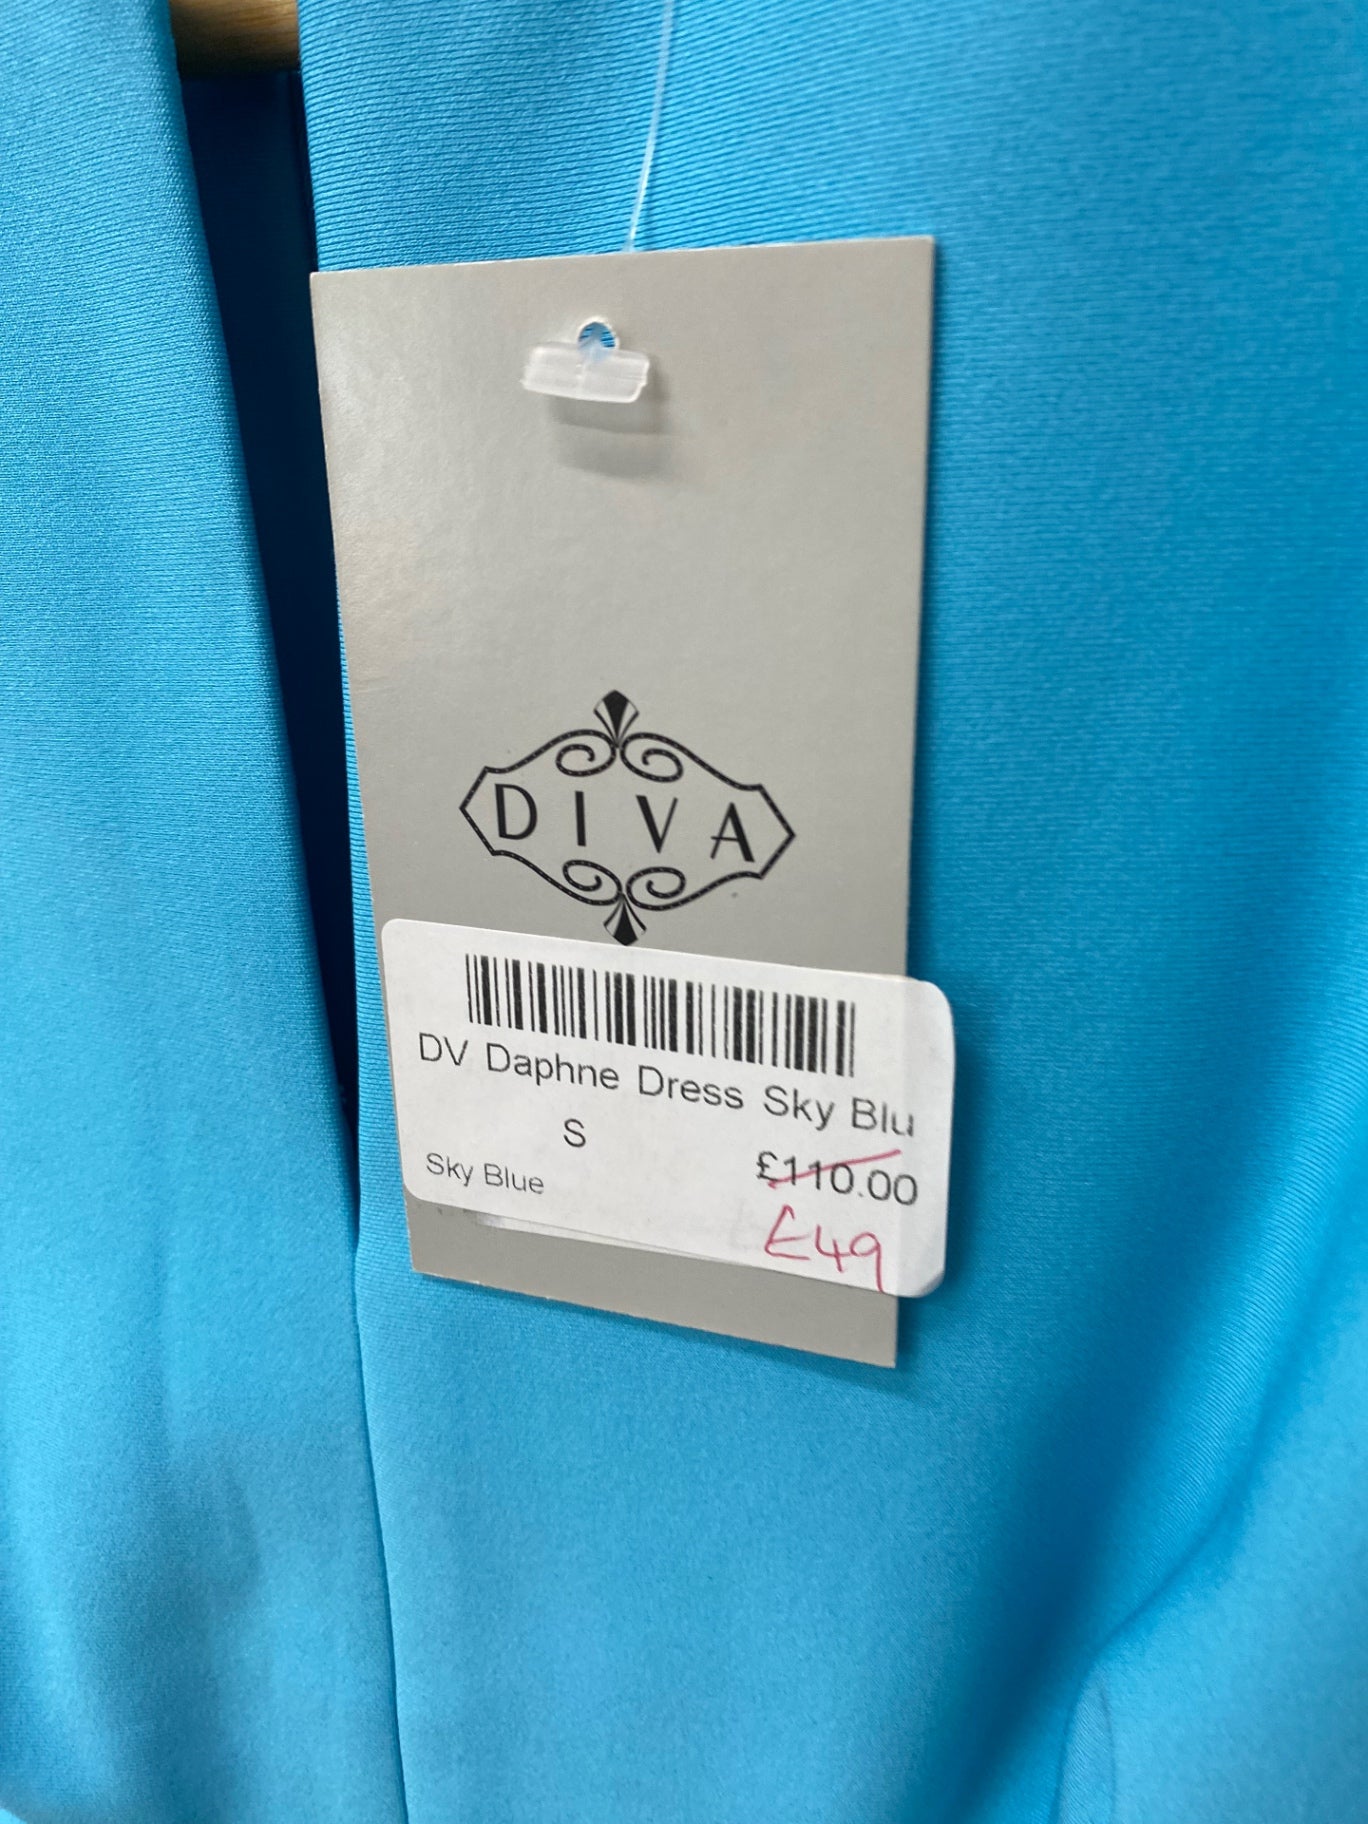 DIVA
DV Daphne Dress Sky Blu
S
£110.00
Sky Blue
£49